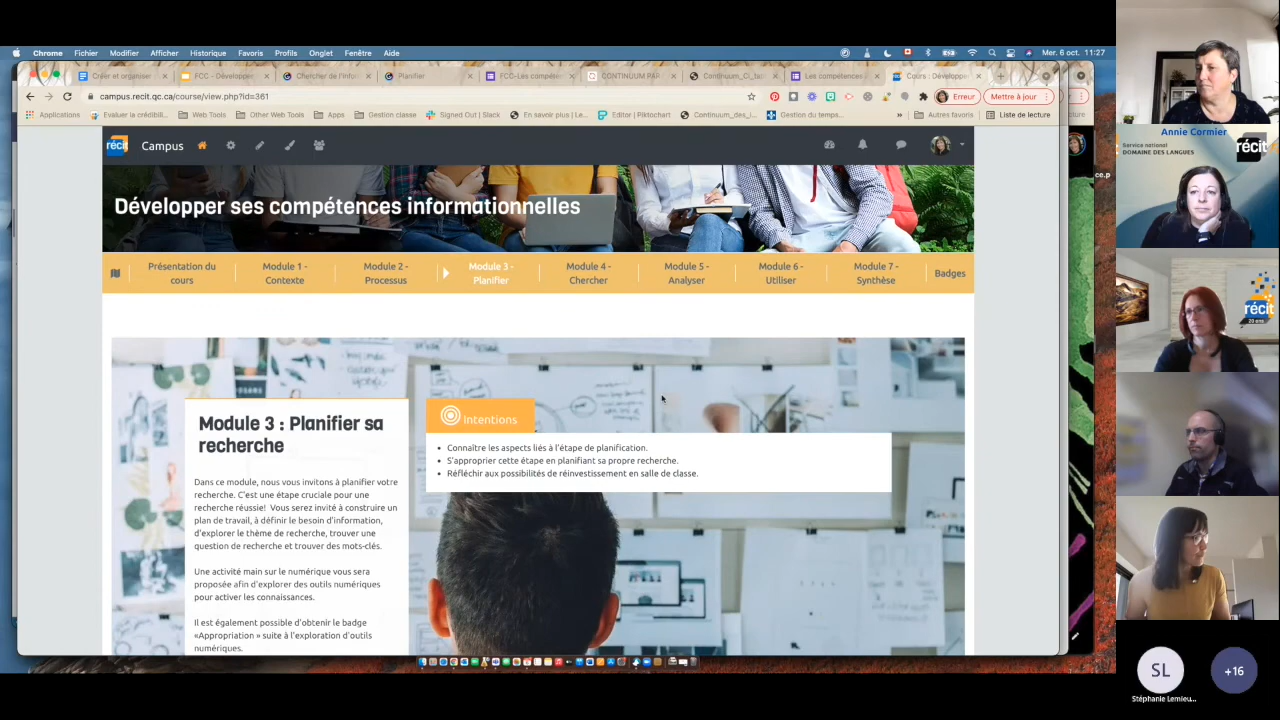 Chrome Fichier Modifier Afficher Historique Favoris Profils Onglet Fenêtre Aide Mer. 6 oct. 11:27
Créer et organiser FCC - Développer Chercher de l'info Planifier FCC-Les compéte CONTINUUM PAR Continuum_CI_ta Les compétences Cours : Développe
campus.recit.qc.ca/course/view.php?id=361 Erreur Mettre à jour
Applications Évaluer la crédibili... Web Tools Other Web Tools Apps Gestion classe Signed Out | Slack En savoir plus | Le... Editor | Piktochart Continuum_des_i... Gestion du temps... » Autres favoris Liste de lecture
récit Campus
ce.p
Développer ses compétences informationnelles
Présentation du cours
Module 1 - Contexte
Module 2 - Processus
Module 3 - Planifier
Module 4 - Chercher
Module 5 - Analyser
Module 6 - Utiliser
Module 7 - Synthèse
Badges
Module 3 : Planifier sa
recherche
Dans ce module, nous vous invitons à planifier votre
recherche. C'est une étape cruciale pour une
recherche réussie! Vous serez invité à construire un
plan de travail, à définir le besoin d'information,
d'explorer le thème de recherche, trouver une
question de recherche et trouver des mots-clés.
Une activité main sur le numérique vous sera
proposée afin d'explorer des outils numériques
pour activer les connaissances.
Il est également possible d'obtenir le badge
«Appropriation » suite à l'exploration d'outils
numériques.
Intentions
• Connaître les aspects liés à l'étape de planification.
• S'approprier cette étape en planifiant sa propre recherche.
• Réfléchir aux possibilités de réinvestissement en salle de classe.
Annie Cormier
Service national
DOMAINE DES LANGUES
récit
récit
20 ans
SL
Stéphanie Lemieu...
+16